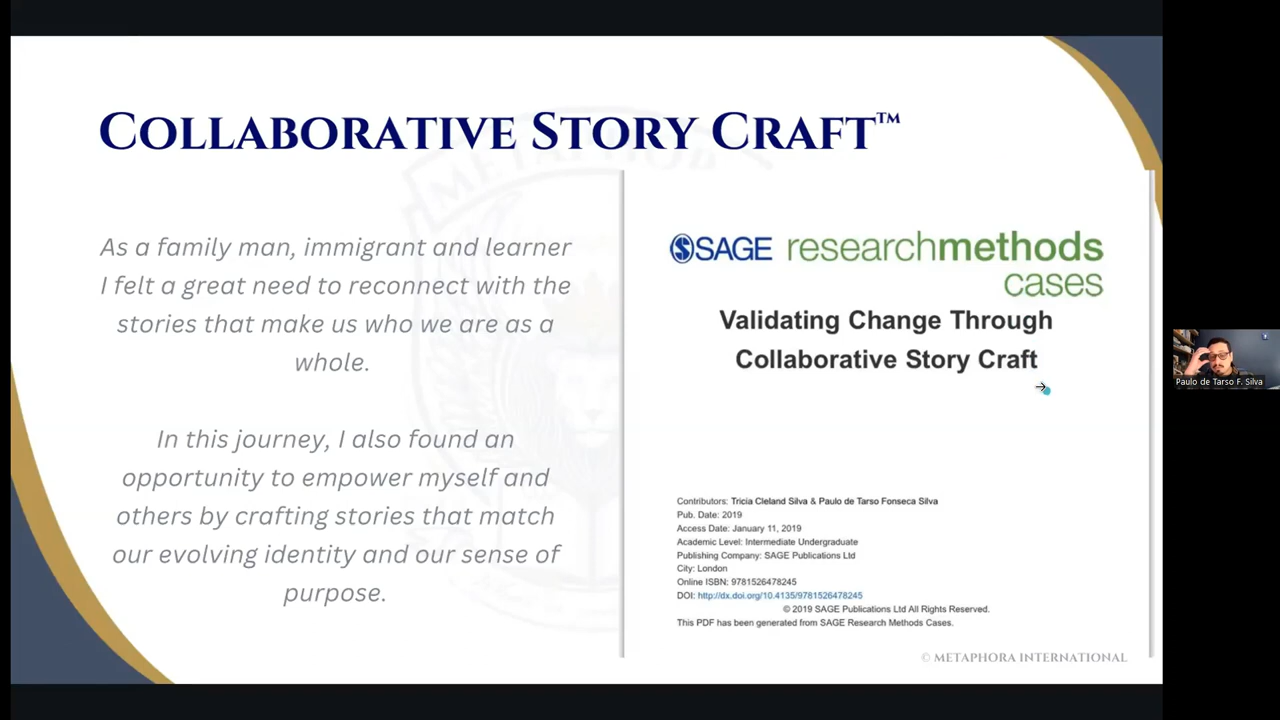 COLLABORATIVE STORY CRAFT™
As a family man, immigrant and learner
I felt a great need to reconnect with the
stories that make us who we are as a
whole.
In this journey, I also found an
opportunity to empower myself and
others by crafting stories that match
our evolving identity and our sense of
purpose.
SAGE researchmethods
cases
Validating Change Through
Collaborative Story Craft
Contributors: Tricia Cleland Silva & Paulo de Tarso Fonseca Silva
Pub. Date: 2019
Access Date: January 11, 2019
Academic Level: Intermediate Undergraduate
Publishing Company: SAGE Publications Ltd
City: London
Online ISBN: 9781526478245
DOI: http://dx.doi.org/10.4135/9781526478245
© 2019 SAGE Publications Ltd All Rights Reserved.
This PDF has been generated from SAGE Research Methods Cases.
© METAPHORA INTERNATIONAL
Paulo de Tarso F. Silva